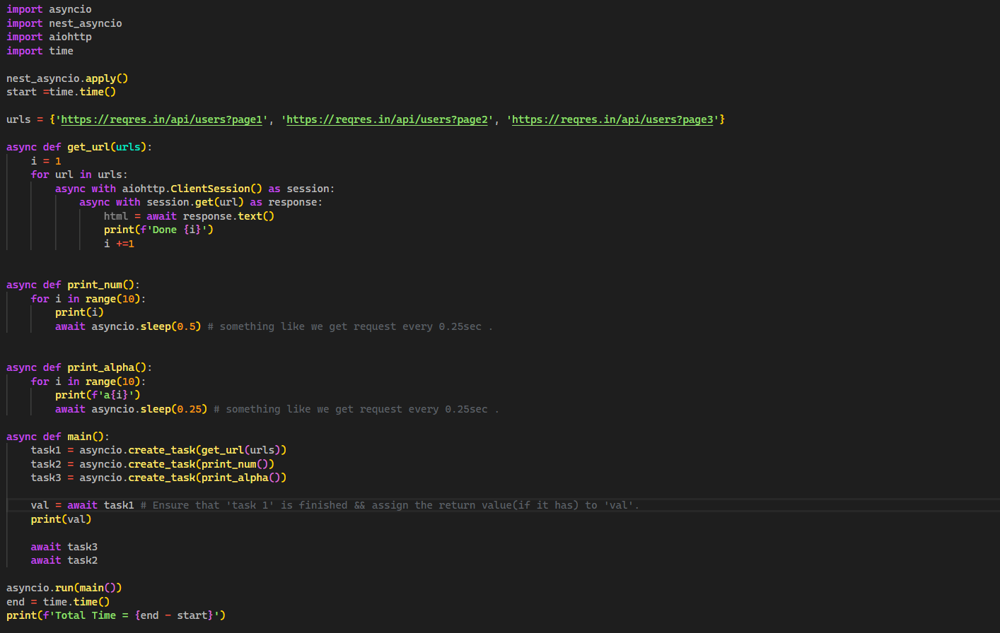 import asyncio
import nest_asyncio
import aiohttp
import time

nest_asyncio.apply()
start =time.time()

urls = {'https://reqres.in/api/users?page1', 'https://reqres.in/api/users?page2', 'https://reqres.in/api/users?page3'}

async def get_url(urls):
    i = 1
    for url in urls:
        async with aiohttp.ClientSession() as session:
            async with session.get(url) as response:
                html = await response.text()
                print(f'Done {i}')
                i +=1


async def print_num():
    for i in range(10):
        print(i)
        await asyncio.sleep(0.5) # something like we get request every 0.25sec .


async def print_alpha():
    for i in range(10):
        print(f'a{i}')
        await asyncio.sleep(0.25) # something like we get request every 0.25sec .

async def main():
    task1 = asyncio.create_task(get_url(urls))
    task2 = asyncio.create_task(print_num())
    task3 = asyncio.create_task(print_alpha())

    val = await task1 # Ensure that 'task 1' is finished && assign the return value(if it has) to 'val'.
    print(val)

    await task3
    await task2

asyncio.run(main())
end = time.time()
print(f'Total Time = {end - start}')